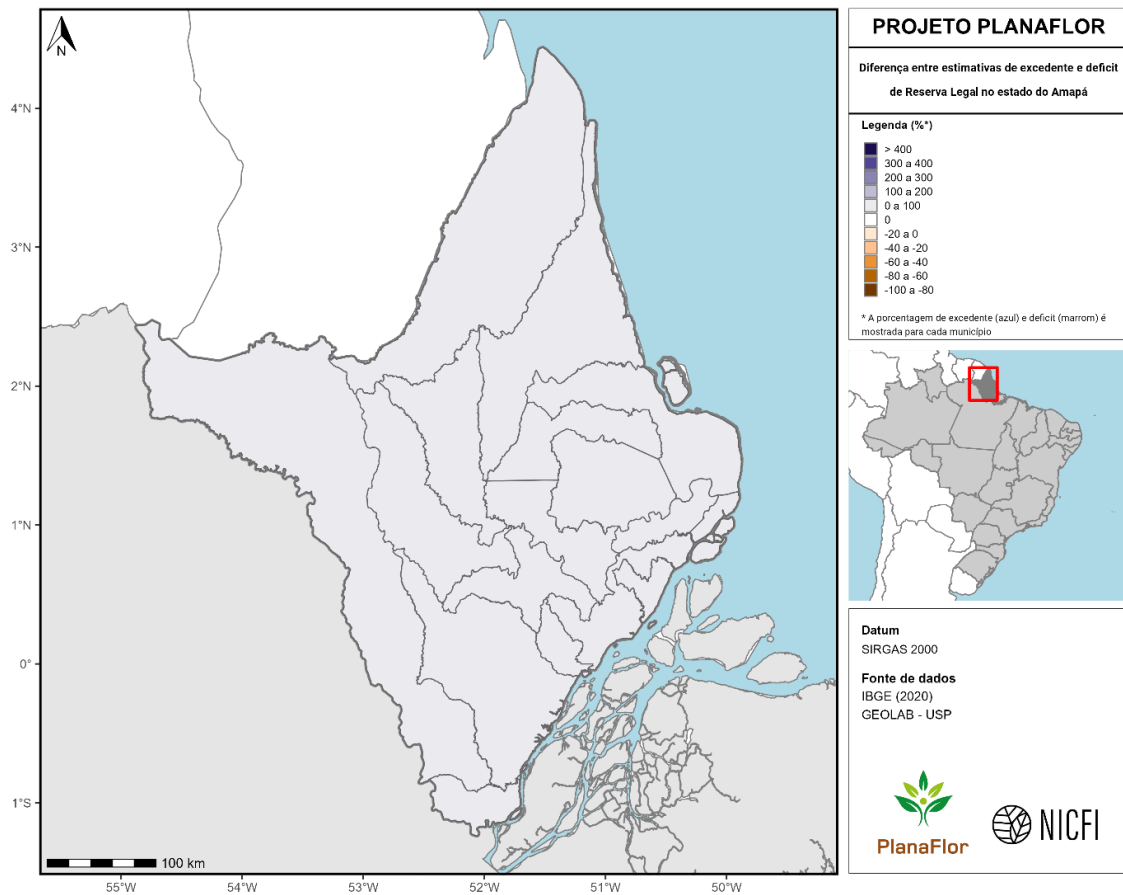 N
4°N
3°N
2°N
1°N
0°
1°S
100 km
55°W
54°W
53°W
52°W
51°W
50°W
PROJETO PLANAFLOR
Diferença entre estimativas de excedente e deficit
de Reserva Legal no estado do Amapá
Legenda (%*)
> 400
300 a 400
200 a 300
100 a 200
0 a 100
0
-20 a 0
-40 a -20
-60 a -40
-80 a -60
-100 a -80
* A porcentagem de excedente (azul) e deficit (marrom) é
mostrada para cada município
Datum
SIRGAS 2000
Fonte de dados
IBGE (2020)
GEOLAB - USP
PlanaFlor
NICFI